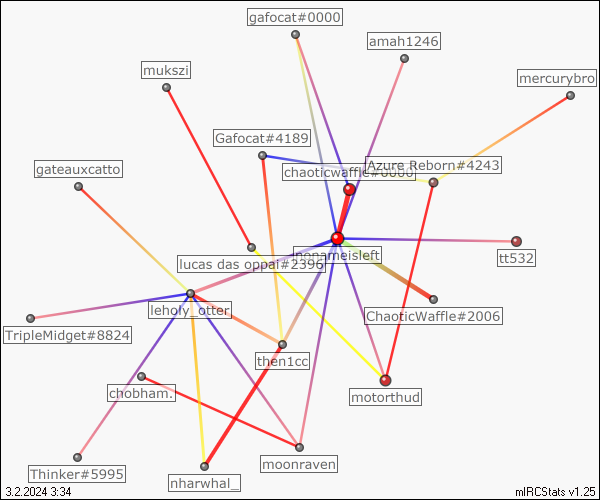 gafocat#0000
amah1246
mukszi
mercurybro
Gafocat#4189
Azure Reborn#4243
chaoticwaffle#0000
gateauxcatto
nonameisleft
tt532
lucas das oppai#2396
leholy_otter
ChaoticWaffle#2006
TripleMidget#8824
then1cc
chobham.
motorthud
moonraven
Thinker#5995
nharwhal_
3.2.2024 3:34
mIRCStats v1.25